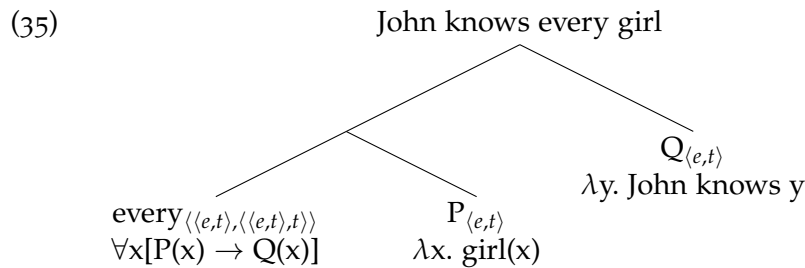 (35) John knows every girl
Q⟨e,t⟩
λy. John knows y
every⟨⟨e,t⟩,⟨⟨e,t⟩,t⟩⟩ P⟨e,t⟩
∀x[P(x) → Q(x)] λx. girl(x)